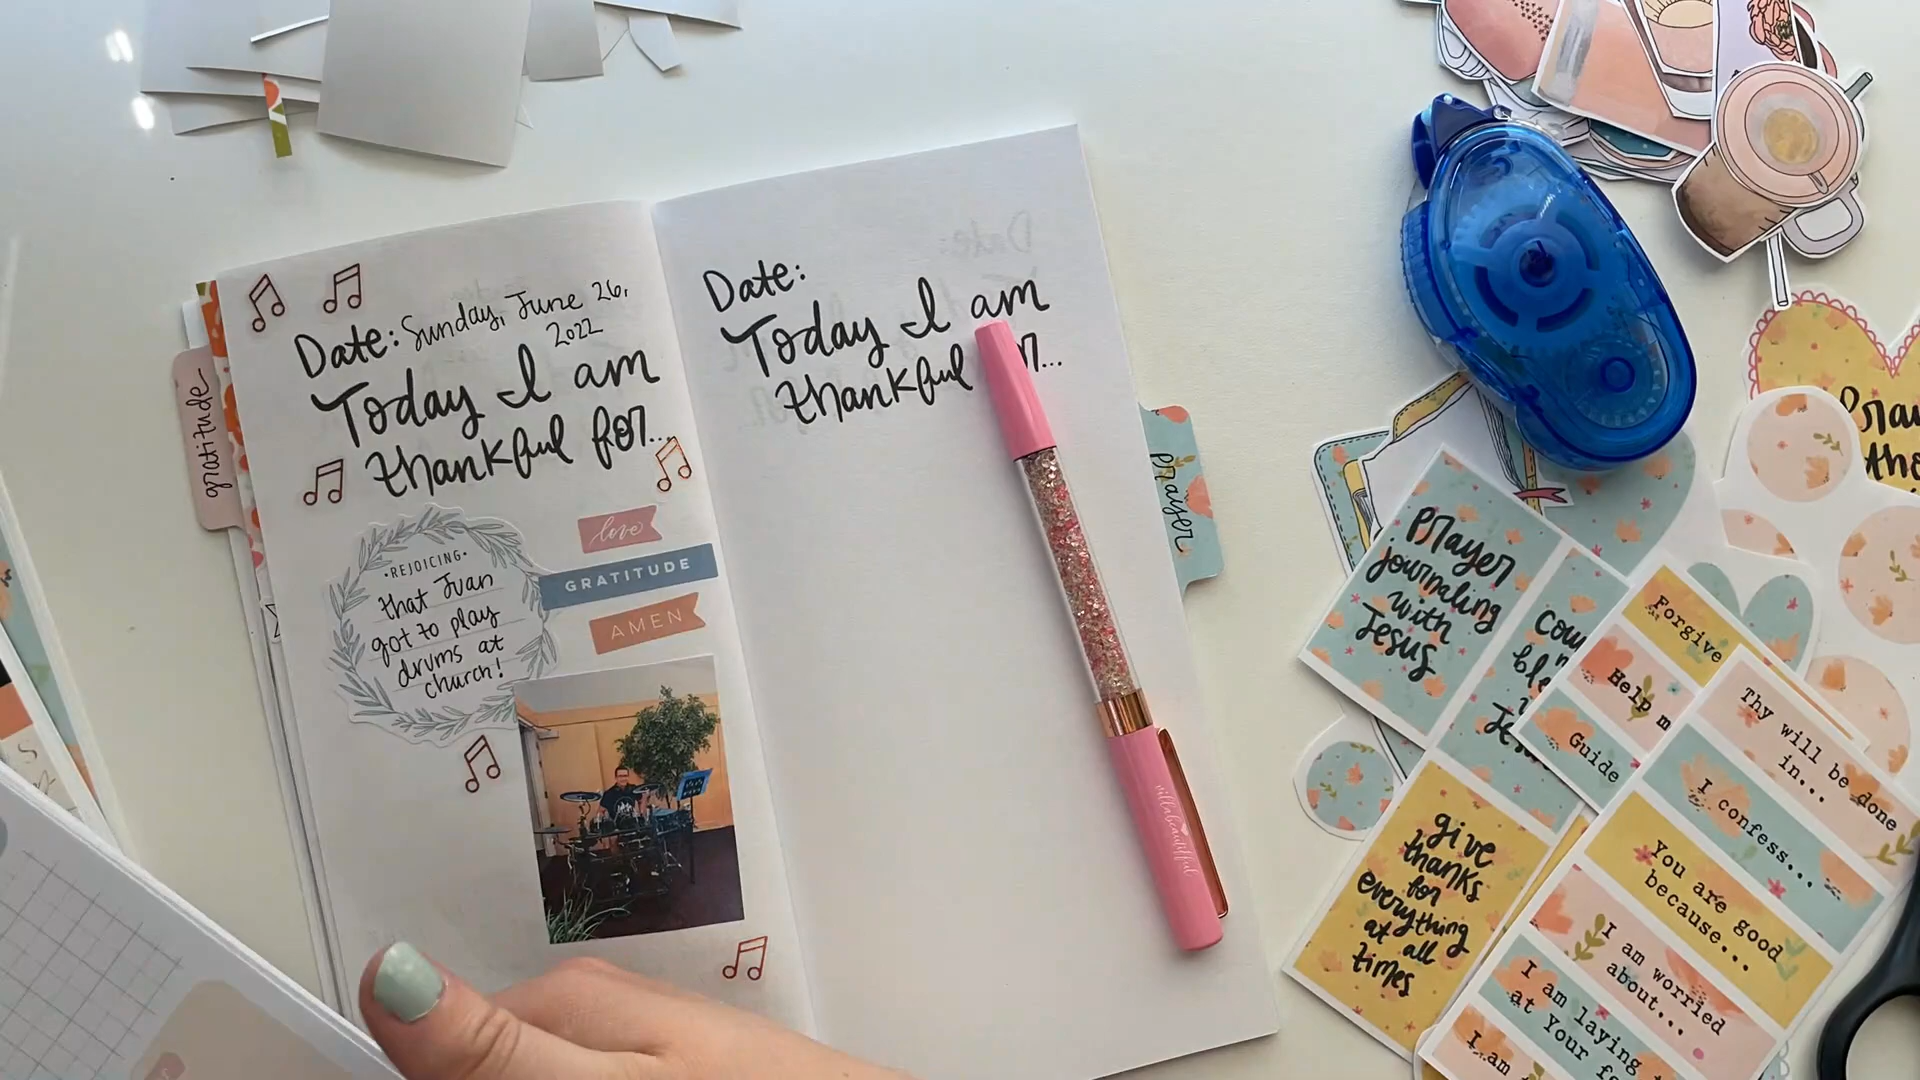 gratitude
Date: Sunday, June 26,
2022
Today I am
thankful for...
love
GRATITUDE
AMEN
•REJOICING•
that Juan
got to play
drums at
church!
Date:
Today I am
thankful
Prayer
villabeautifful
Prayer
journaling
with
Jesus
give
thanks
for
everything
at all
times
Forgive
Help
Guide
Thy will be done
in...
I confess...
You are good
because...
I am worried
about...
I am laying
at Your
I am